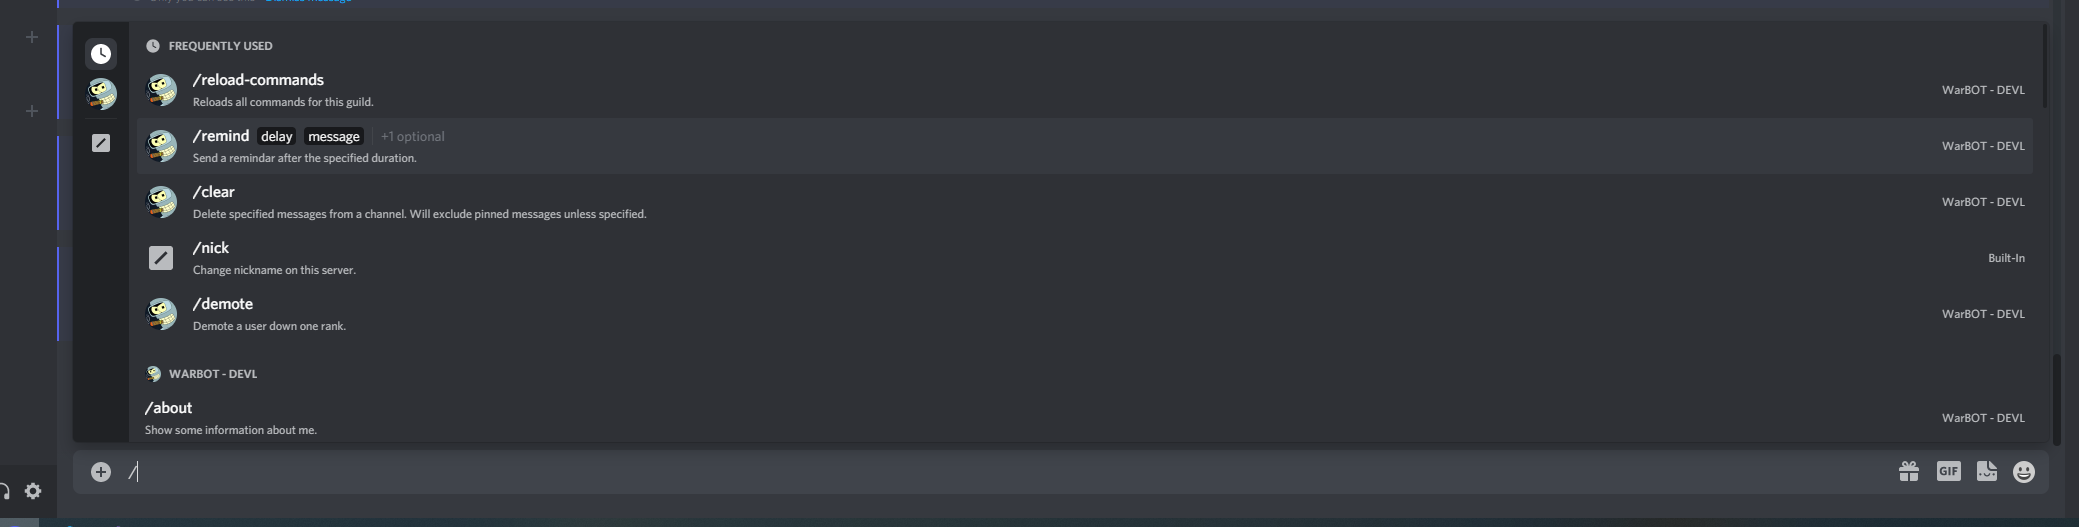 FREQUENTLY USED
/reload-commands
Reloads all commands for this guild.
WarBOT - DEVL
/remind delay message +1 optional
Send a remindar after the specified duration.
WarBOT - DEVL
/clear
Delete specified messages from a channel. Will exclude pinned messages unless specified.
WarBOT - DEVL
/nick
Change nickname on this server.
Built-In
/demote
Demote a user down one rank.
WarBOT - DEVL
WARBOT - DEVL
/about
Show some information about me.
WarBOT - DEVL
/
GIF